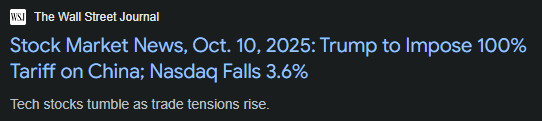 WSJ
The Wall Street Journal
Stock Market News, Oct. 10, 2025: Trump to Impose 100%
Tariff on China; Nasdaq Falls 3.6%
Tech stocks tumble as trade tensions rise.